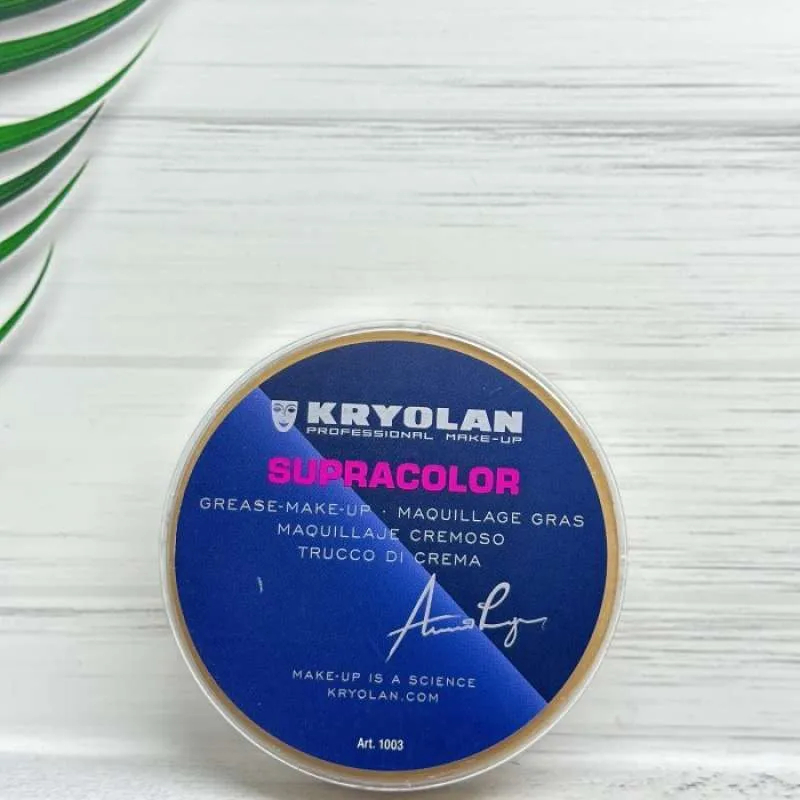 KRYOLAN
PROFESSIONAL MAKE-UP
SUPRACOLOR
GREASE-MAKE-UP · MAQUILLAGE GRAS
MAQUILLAJE CREMOSO
TRUCCO DI CREMA
MAKE-UP IS A SCIENCE
KRYOLAN.COM
Art. 1003